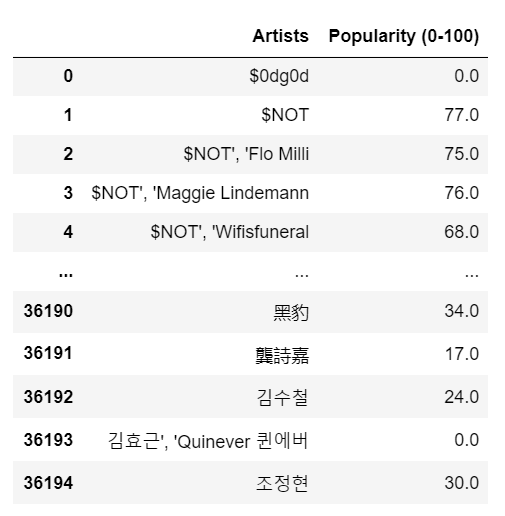 Artists Popularity (0-100)
0 $0dg0d 0.0
1 $NOT 77.0
2 $NOT', 'Flo Milli 75.0
3 $NOT', 'Maggie Lindemann 76.0
4 $NOT', 'Wifisfuneral 68.0
... ... ...
36190 黑豹 34.0
36191 龔詩嘉 17.0
36192 김수철 24.0
36193 김효근', 'Quinever 퀸에버 0.0
36194 조정현 30.0